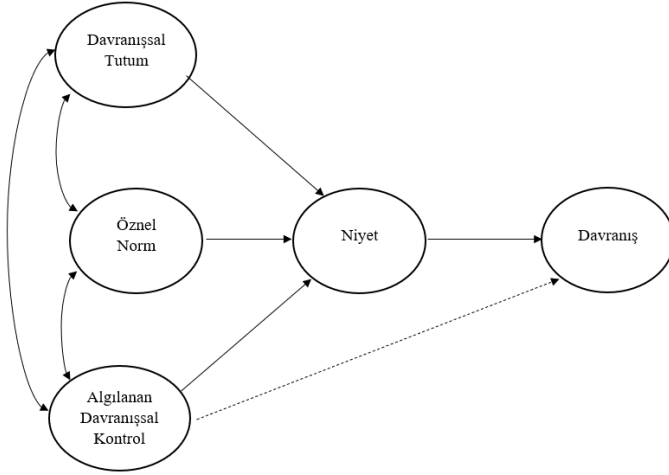 Davranışsal
Tutum
Öznel
Norm
Niyet
Davranış
Algılanan
Davranışsal
Kontrol